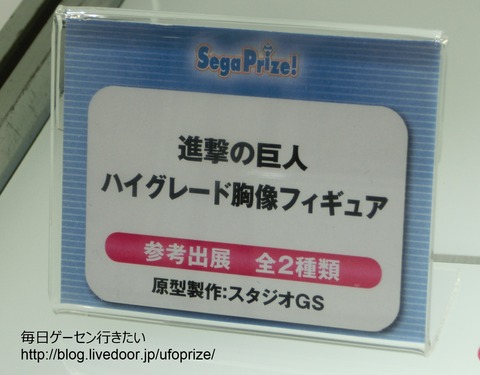 Sega Prize!
進撃の巨人
ハイグレード胸像フィギュア
参考出展 全2種類
原型製作:スタジオGS
毎日ゲーセン行きたい
http://blog.livedoor.jp/ufoprize/